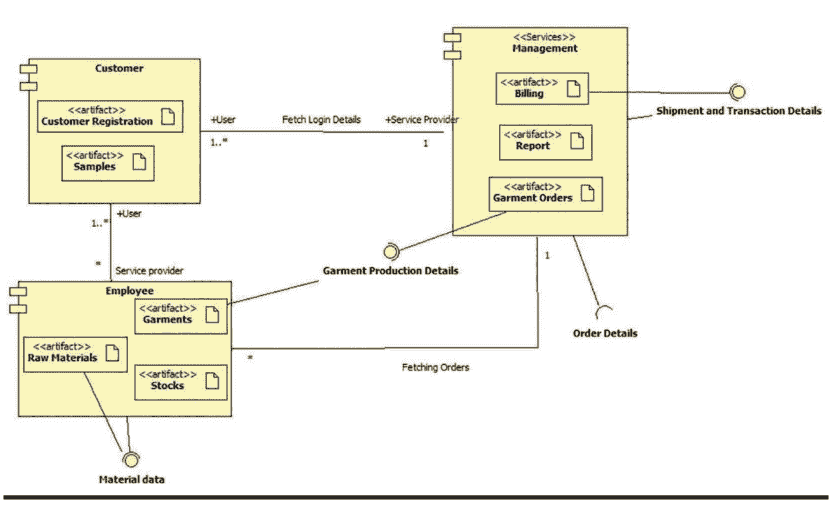 <<Services>>
Management
Customer
<<artifact>>
Billing
<<artifact>>
Customer Registration
Shipment and Transaction Details
+User
Fetch Login Details
+Service Provider
1..*
1
<<artifact>>
Report
<<artifact>>
Samples
<<artifact>>
Garment Orders
+User
1..*
*
Service provider
1
Garment Production Details
Employee
<<artifact>>
Garments
Order Details
<<artifact>>
Raw Materials
*
Fetching Orders
<<artifact>>
Stocks
Material data